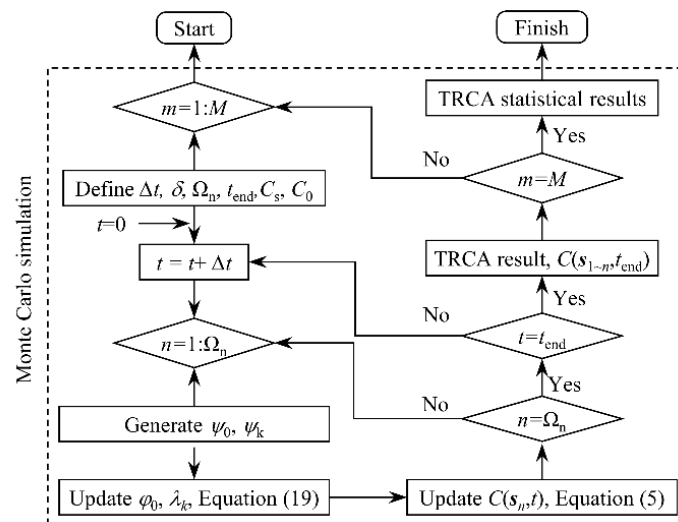 Start
Finish
m=1:M
TRCA statistical results
Yes
No
m=M
Define Δt, δ, Ωn, tend, Cs, C0
t=0
t = t+ Δt
TRCA result, C(s1~n,tend)
Yes
No
t=tend
n=1:Ωn
Yes
No
n=Ωn
Generate ψ0, ψk
Update φ0, λk, Equation (19)
Update C(sn,t), Equation (5)
Monte Carlo simulation